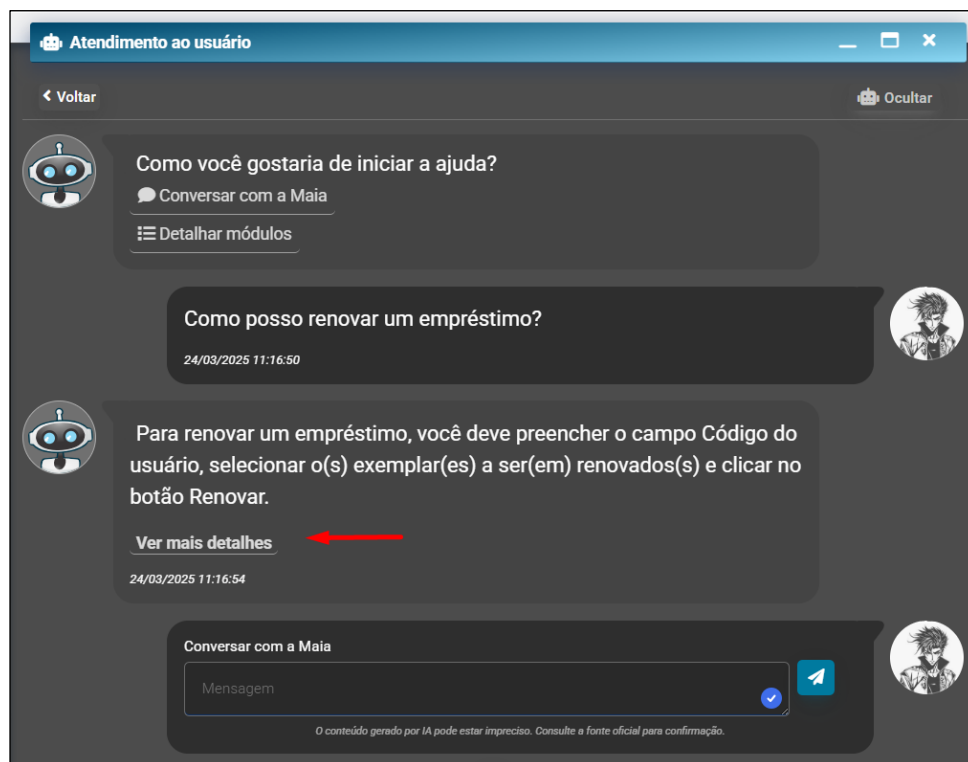 Atendimento ao usuário
Voltar
Ocultar
Como você gostaria de iniciar a ajuda?
Conversar com a Maia
Detalhar módulos
Como posso renovar um empréstimo?
24/03/2025 11:16:50
Para renovar um empréstimo, você deve preencher o campo Código do
usuário, selecionar o(s) exemplar(es) a ser(em) renovados(s) e clicar no
botão Renovar.
Ver mais detalhes
24/03/2025 11:16:54
Conversar com a Maia
Mensagem
O conteúdo gerado por IA pode estar impreciso. Consulte a fonte oficial para confirmação.